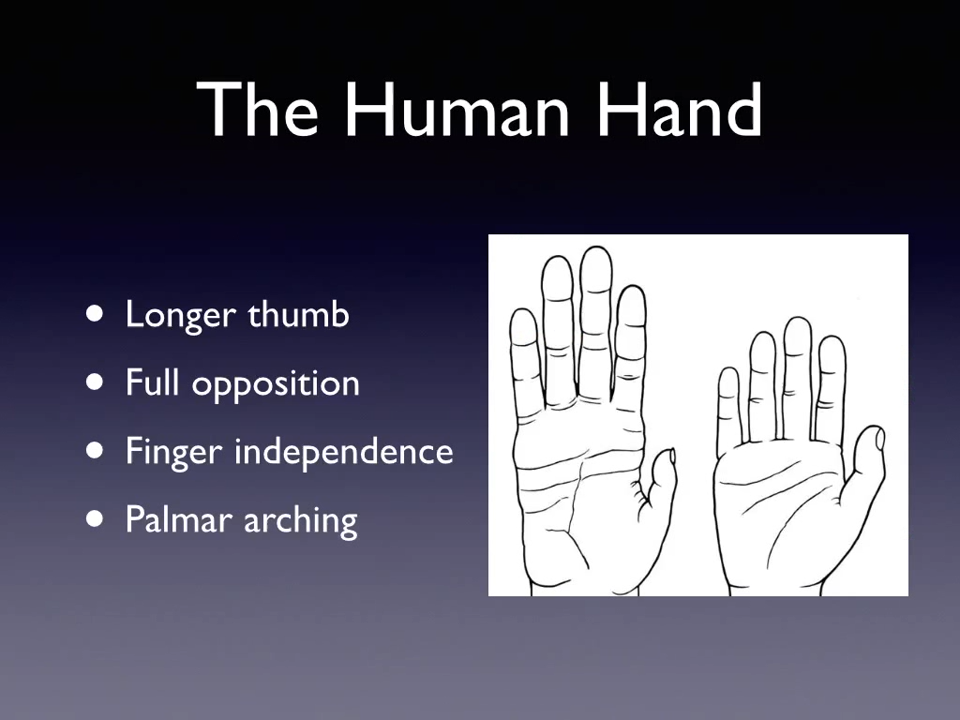 The Human Hand
• Longer thumb
• Full opposition
• Finger independence
• Palmar arching